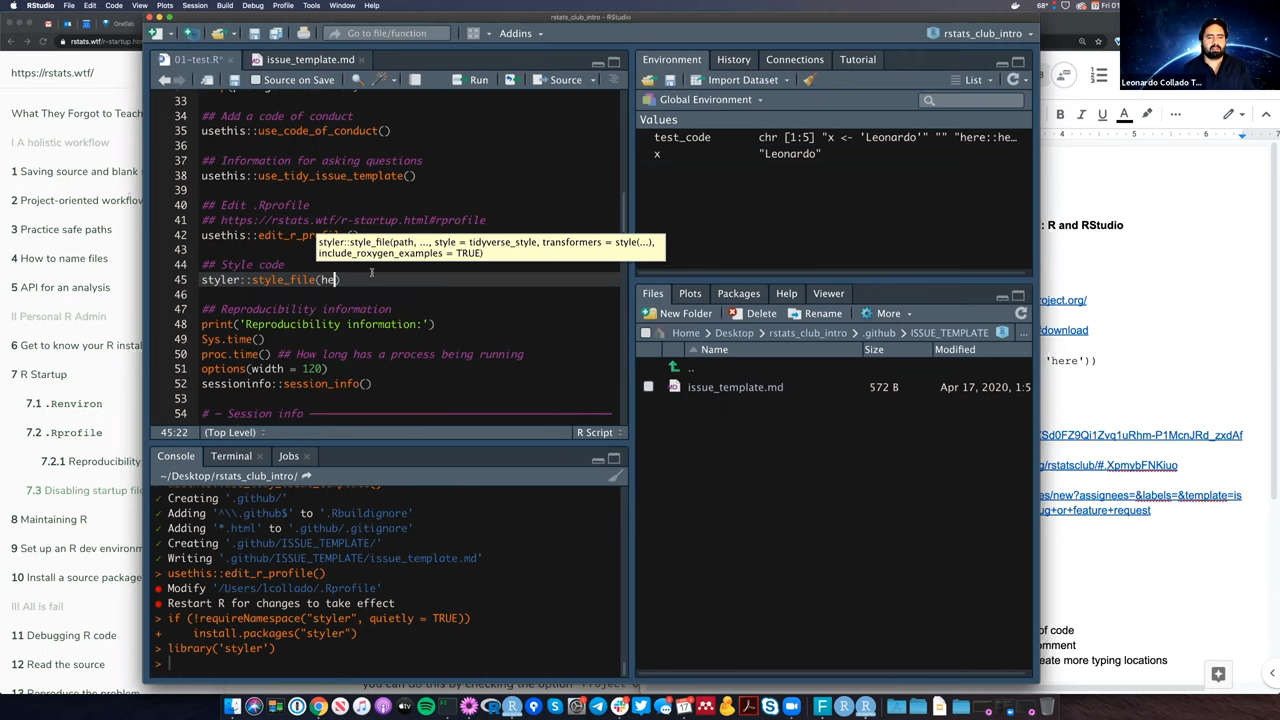 RStudio File Edit Code View Plots Session Build Debug Profile Tools Window Help
68°
Fri 01
rstats_club_intro - RStudio
OneTab
rstats.wtf/r-startup.html
Go to file/function
Addins
rstats_club_intro
https://rstats.wtf/
What They Forgot to Teach
I A holistic workflow
1 Saving source and blank s
2 Project-oriented workflow
3 Practice safe paths
4 How to name files
5 API for an analysis
II Personal R Admin
6 Get to know your R install
7 R Startup
7.1 .Renviron
7.2 .Rprofile
7.2.1 Reproducibility
7.3 Disabling startup file
8 Maintaining R
9 Set up an R dev environm
10 Install a source package
III All is fail
11 Debugging R code
12 Read the source
13 Reproduce the problem
01-test.R*
issue_template.md
Source on Save
Run
Source
33
34 ## Add a code of conduct
35 usethis::use_code_of_conduct()
36
37 ## Information for asking questions
38 usethis::use_tidy_issue_template()
39
40 ## Edit .Rprofile
41 ## https://rstats.wtf/r-startup.html#rprofile
42 usethis::edit_r_profile()
styler::style_file(path, ..., style = tidyverse_style, transformers = style(...),
include_roxygen_examples = TRUE)
43
44 ## Style code
45 styler::style_file(he)
46
47 ## Reproducibility information
48 print('Reproducibility information:')
49 Sys.time()
50 proc.time() ## How long has a process being running
51 options(width = 120)
52 sessioninfo::session_info()
53
54 # ─ Session info
45:22 (Top Level) R Script
Console Terminal Jobs
~/Desktop/rstats_club_intro/
✓ Creating '.github/'
✓ Adding '^\\.github$' to '.Rbuildignore'
✓ Adding '*.html' to '.github/.gitignore'
✓ Creating '.github/ISSUE_TEMPLATE/'
✓ Writing '.github/ISSUE_TEMPLATE/issue_template.md'
> usethis::edit_r_profile()
● Modify '/Users/lcollado/.Rprofile'
● Restart R for changes to take effect
> if (!requireNamespace("styler", quietly = TRUE))
+ install.packages("styler")
> library('styler')
>
Environment History Connections Tutorial
Import Dataset
List
Global Environment
Values
test_code chr [1:5] "x <- 'Leonardo'" "" "here::he…
x "Leonardo"
Files Plots Packages Help Viewer
New Folder Delete Rename More
Home Desktop rstats_club_intro .github ISSUE_TEMPLATE ...
Name Size Modified
..
issue_template.md 572 B Apr 17, 2020, 1:5
Leonardo Collado T...
B I U A
4 5 6 7
: R and RStudio
roject.org/
#download
'here'))
/Sd0FZ9Qi1Zvq1uRhm-P1McnJRd_zxdAf
g/rstatsclub/#.XpmybFNKiuo
es/new?assignees=&labels=&template=is
ug+or+feature+request
of code
mment
reate more typing locations
you can do this by checking the option